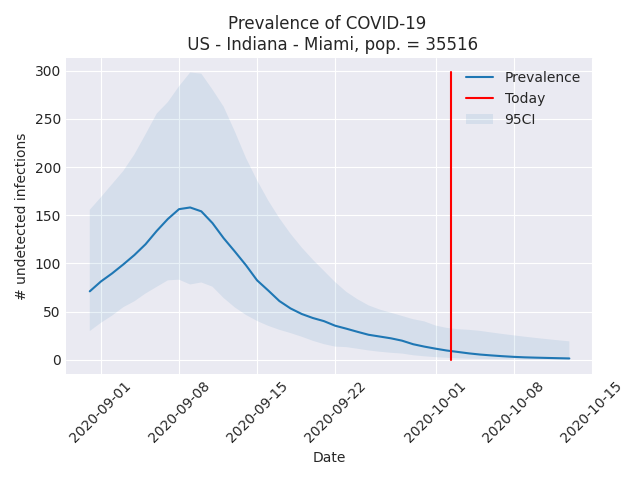 Prevalence of COVID-19
US - Indiana - Miami, pop. = 35516
300
250
200
150
100
50
0
# undetected infections
Prevalence
Today
95CI
2020-09-01
2020-09-08
2020-09-15
2020-09-22
2020-10-01
2020-10-08
2020-10-15
Date